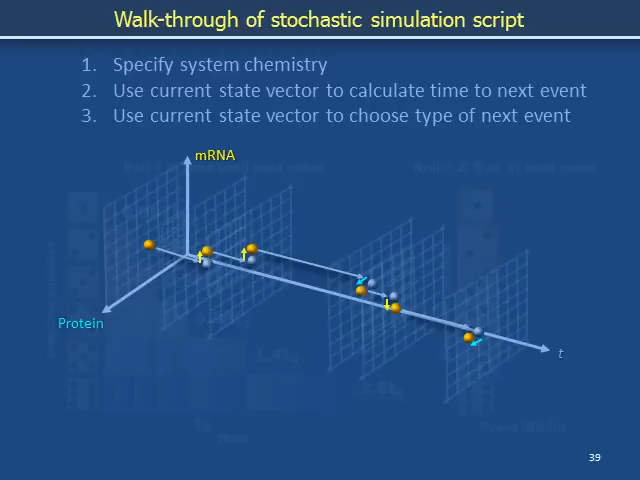 Walk-through of stochastic simulation script
1. Specify system chemistry
2. Use current state vector to calculate time to next event
3. Use current state vector to choose type of next event
mRNA
Protein
t
39